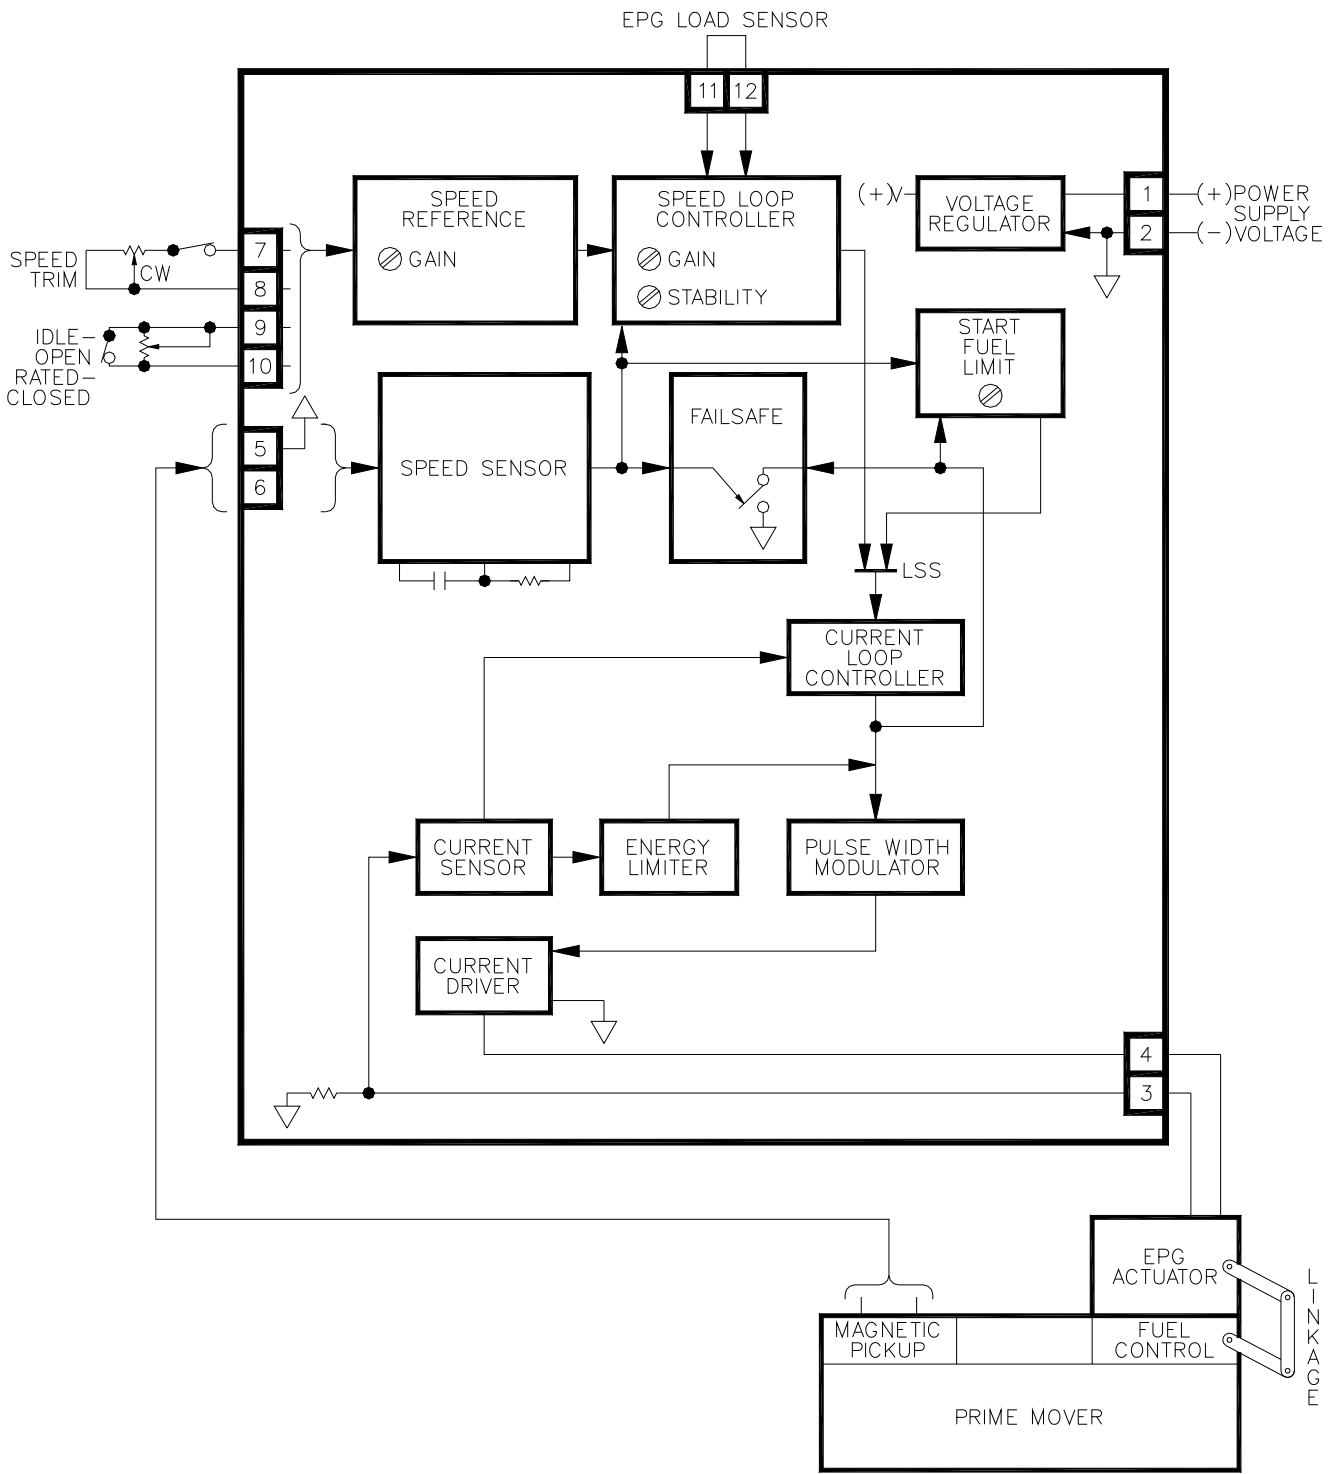 EPG LOAD SENSOR
11 12
SPEED
REFERENCE
GAIN
SPEED LOOP
CONTROLLER
GAIN
STABILITY
(+)V
VOLTAGE
REGULATOR
1
2
(+)POWER
SUPPLY
(-)VOLTAGE
SPEED
TRIM
CW
7
8
9
10
IDLE-
OPEN
RATED-
CLOSED
START
FUEL
LIMIT
5
6
SPEED SENSOR
FAILSAFE
LSS
CURRENT
LOOP
CONTROLLER
CURRENT
SENSOR
ENERGY
LIMITER
PULSE WIDTH
MODULATOR
CURRENT
DRIVER
4
3
EPG
ACTUATOR
LINKAGE
MAGNETIC
PICKUP
FUEL
CONTROL
PRIME MOVER